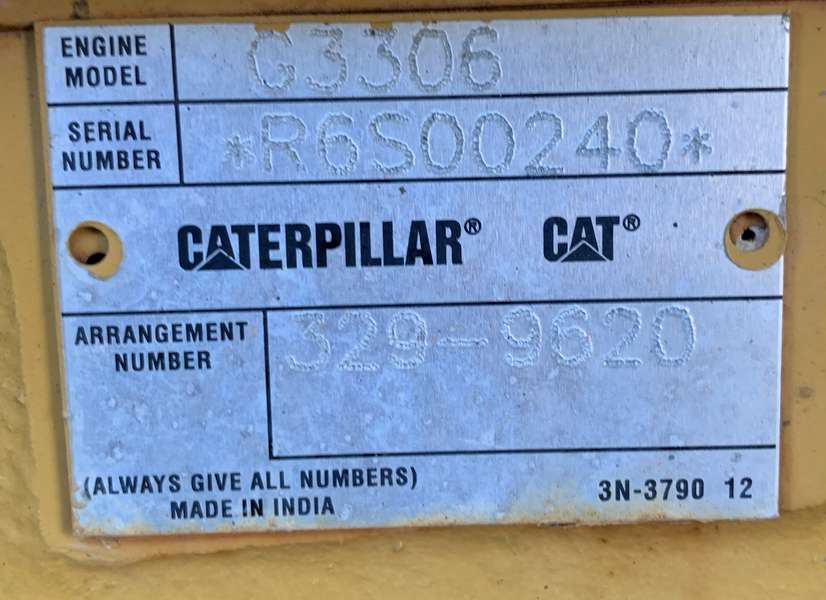 ENGINE MODEL G3306
SERIAL NUMBER *R6S00240*
CATERPILLAR® CAT®
ARRANGEMENT NUMBER 329-9620
(ALWAYS GIVE ALL NUMBERS)
MADE IN INDIA
3N-3790 12